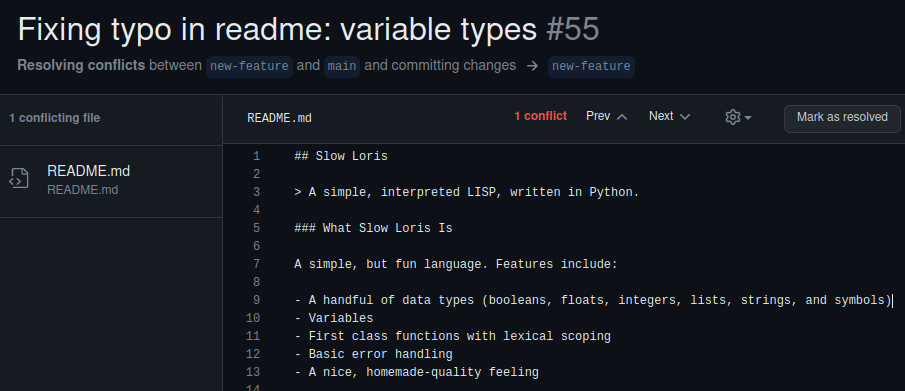 Fixing typo in readme: variable types #55
Resolving conflicts between new-feature and main and committing changes → new-feature
1 conflicting file
README.md
1 conflict Prev Next Mark as resolved
README.md
README.md
1 ## Slow Loris
2
3 > A simple, interpreted LISP, written in Python.
4
5 ### What Slow Loris Is
6
7 A simple, but fun language. Features include:
8
9 - A handful of data types (booleans, floats, integers, lists, strings, and symbols)
10 - Variables
11 - First class functions with lexical scoping
12 - Basic error handling
13 - A nice, homemade-quality feeling
14